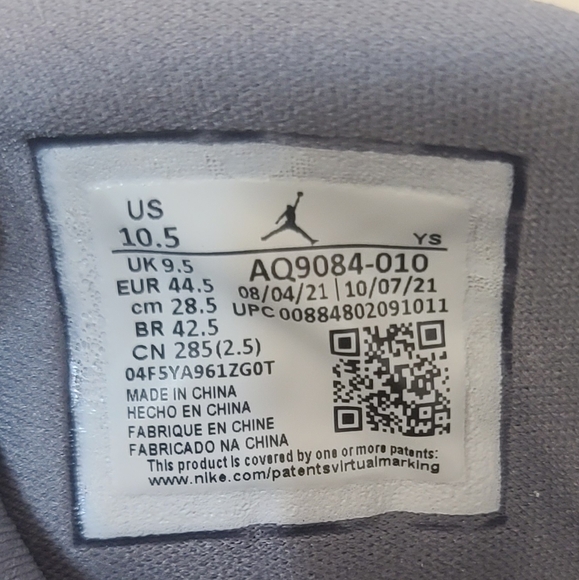 US
10.5 YS
UK 9.5 AQ9084-010
EUR 44.5 08/04/21 | 10/07/21
cm 28.5 UPC 00884802091011
BR 42.5
CN 285(2.5)
04F5YA961ZG0T
MADE IN CHINA
HECHO EN CHINA
FABRIQUE EN CHINE
FABRICADO NA CHINA
This product is covered by one or more patents:
www.nike.com/patentsvirtualmarking